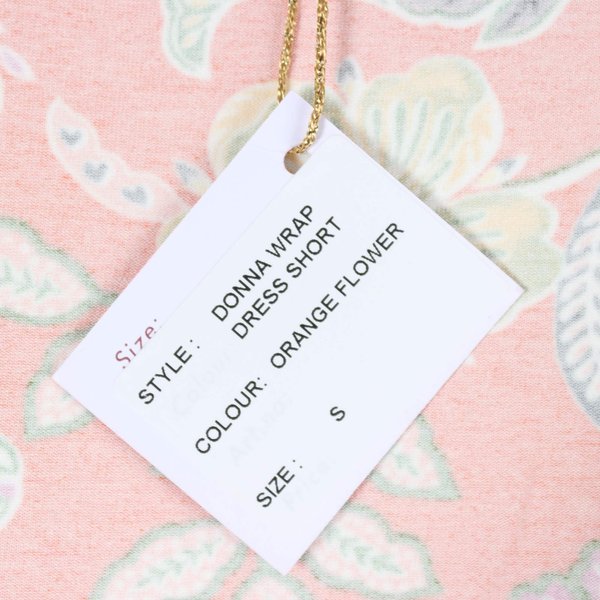 Size:
STYLE : DONNA WRAP
DRESS SHORT
COLOUR: ORANGE FLOWER
SIZE : S